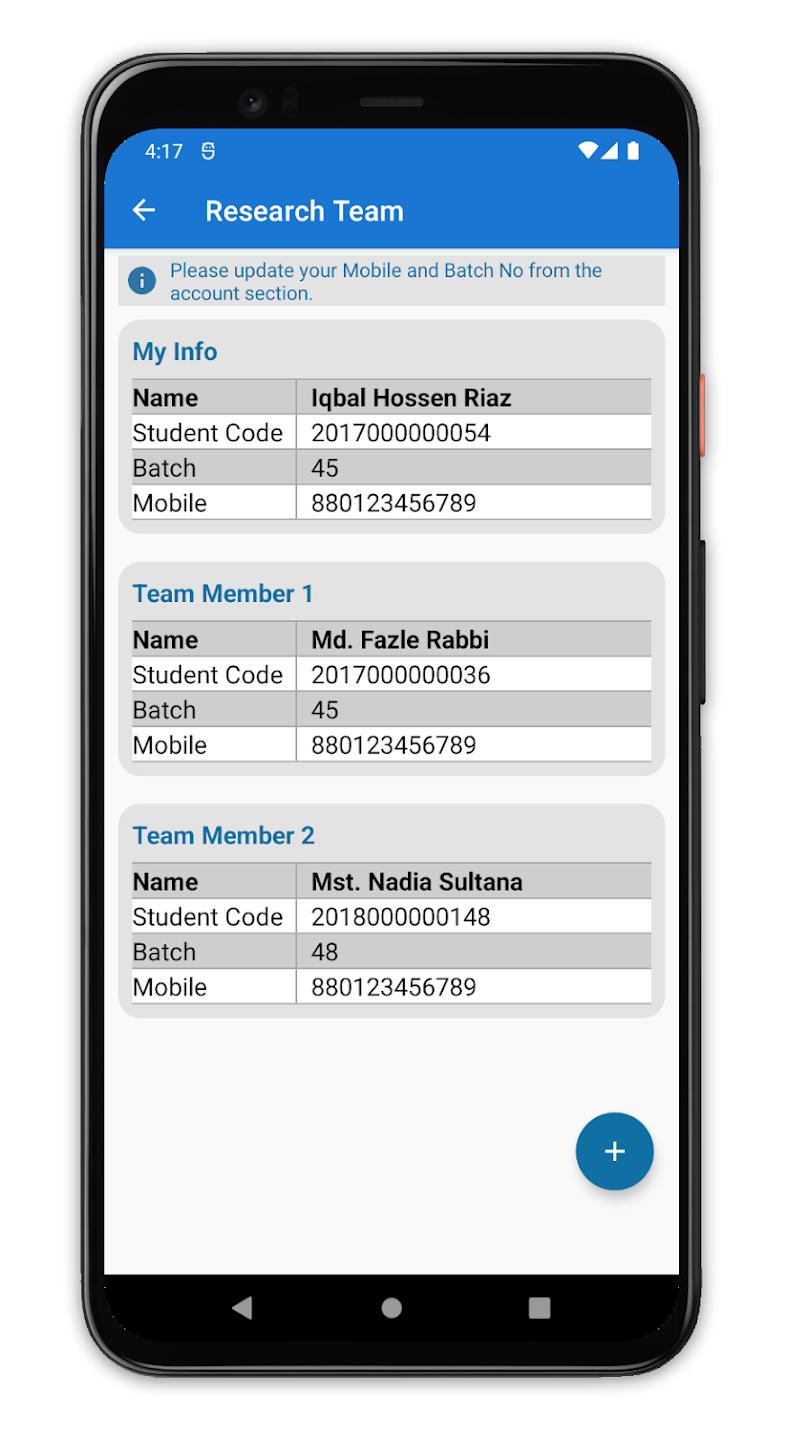 4:17
Research Team
Please update your Mobile and Batch No from the
account section.
My Info
Name Iqbal Hossen Riaz
Student Code 2017000000054
Batch 45
Mobile 880123456789
Team Member 1
Name Md. Fazle Rabbi
Student Code 2017000000036
Batch 45
Mobile 880123456789
Team Member 2
Name Mst. Nadia Sultana
Student Code 2018000000148
Batch 48
Mobile 880123456789